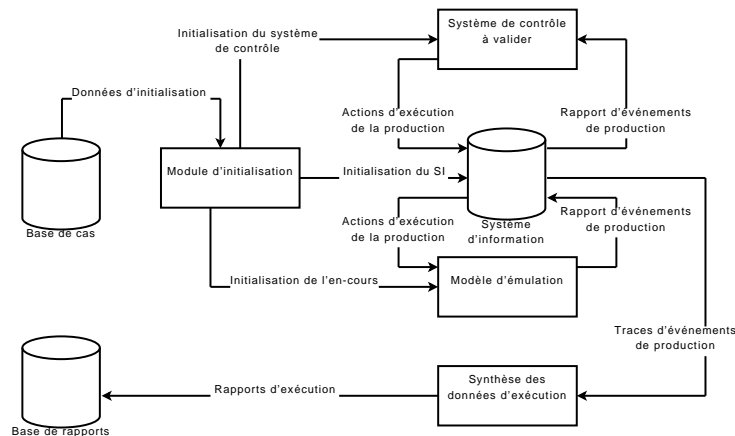 Initialisation du système
de contrôle
Système de contrôle
à valider
Données d'initialisation
Actions d'exécution
de la production
Rapport d'événements
de production
Module d'initialisation
Initialisation du SI
Base de cas
Actions d'exécution
de la production
Système
d'information
Rapport d'événements
de production
Initialisation de l'en-cours
Modèle d'émulation
Traces d'événements
de production
Rapports d'exécution
Synthèse des
données d'exécution
Base de rapports